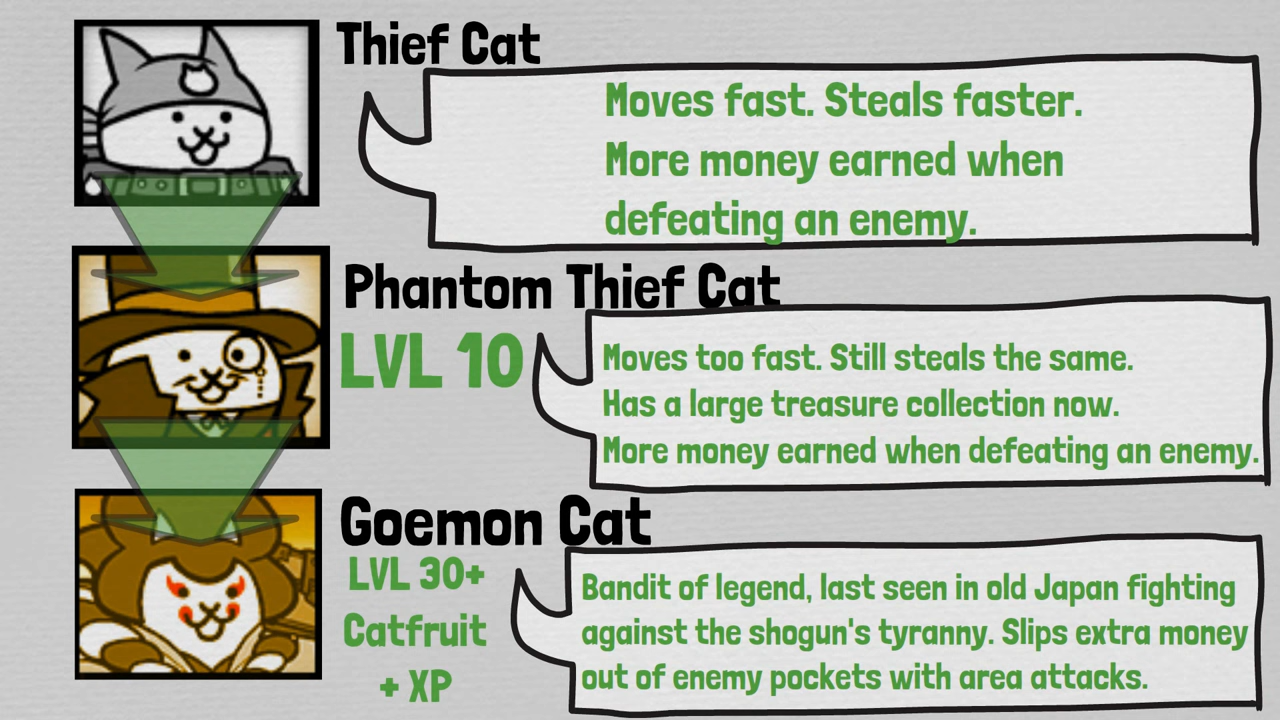 Thief Cat
Moves fast. Steals faster.
More money earned when
defeating an enemy.
Phantom Thief Cat
LVL 10
Moves too fast. Still steals the same.
Has a large treasure collection now.
More money earned when defeating an enemy.
Goemon Cat
LVL 30+
Catfruit
+ XP
Bandit of legend, last seen in old Japan fighting
against the shogun's tyranny. Slips extra money
out of enemy pockets with area attacks.